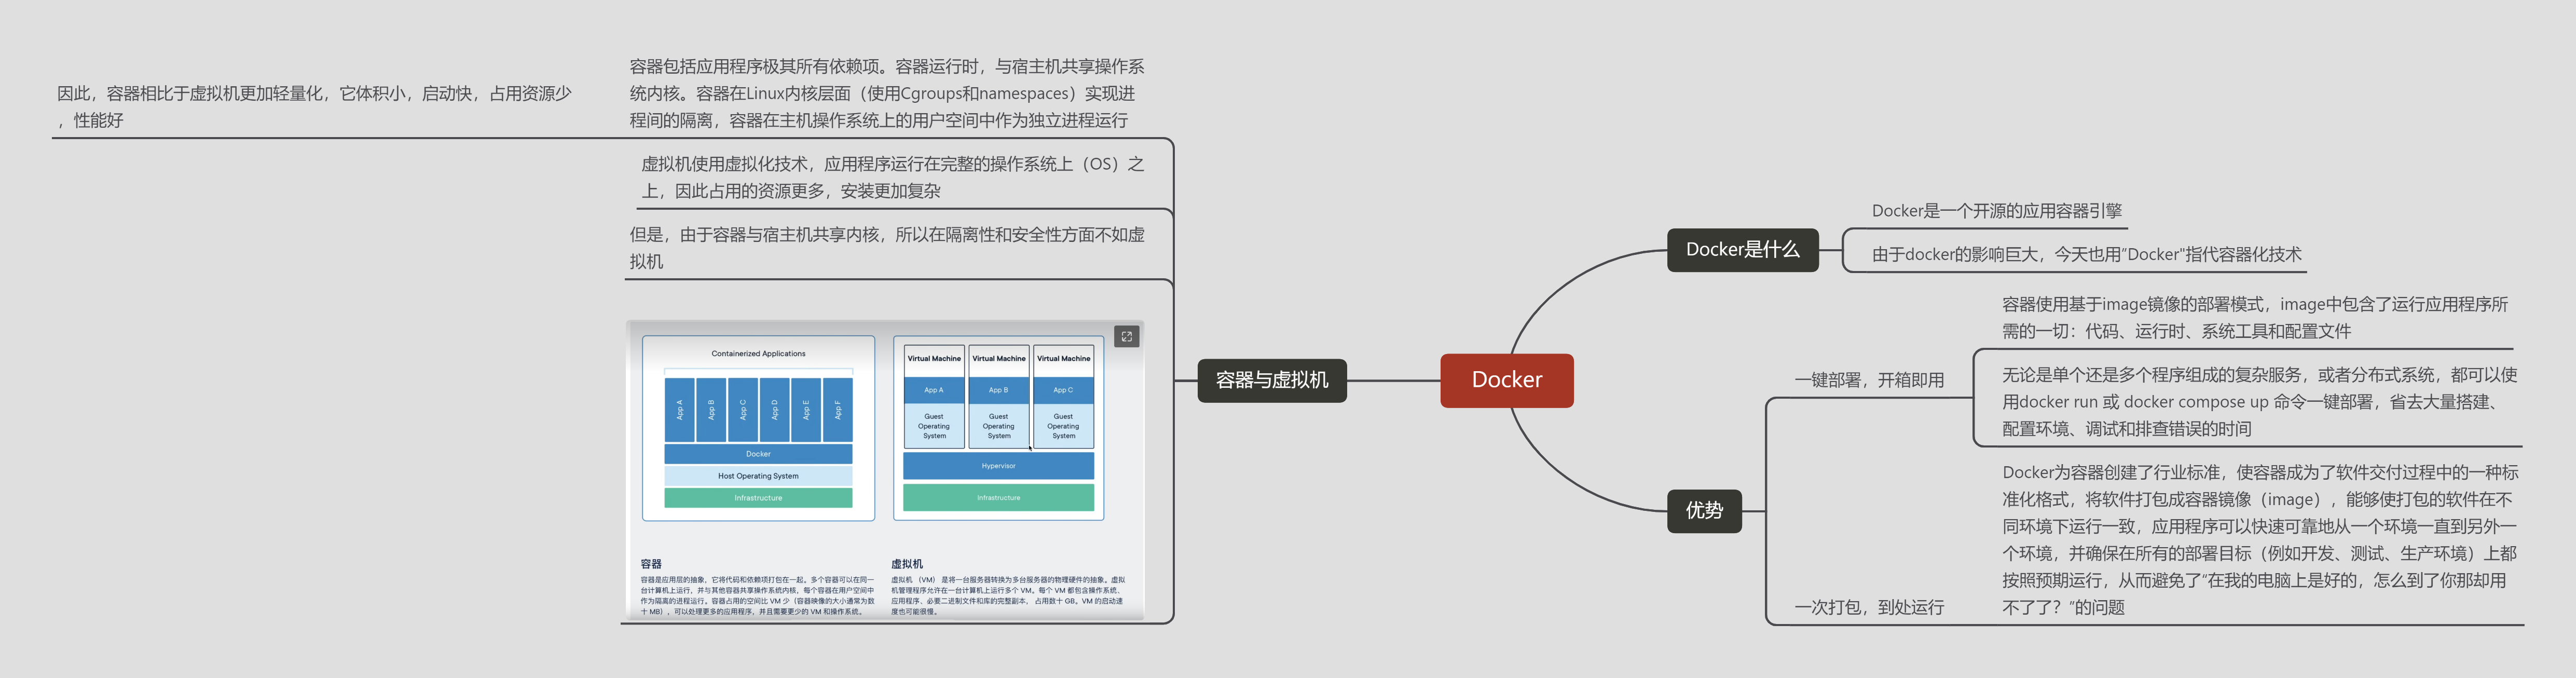 Docker
Docker是什么
Docker是一个开源的应用容器引擎
由于docker的影响巨大，今天也用"Docker"指代容器化技术
优势
一键部署，开箱即用
容器使用基于image镜像的部署模式，image中包含了运行应用程序所
需的一切：代码、运行时、系统工具和配置文件
无论是单个还是多个程序组成的复杂服务，或者分布式系统，都可以使
用docker run 或 docker compose up 命令一键部署，省去大量搭建、
配置环境、调试和排查错误的时间
一次打包，到处运行
Docker为容器创建了行业标准，使容器成为了软件交付过程中的一种标
准化格式，将软件打包成容器镜像（image），能够使打包的软件在不
同环境下运行一致，应用程序可以快速可靠地从一个环境一直到另外一
个环境，并确保在所有的部署目标（例如开发、测试、生产环境）上都
按照预期运行，从而避免了"在我的电脑上是好的，怎么到了你那却用
不了了？"的问题
容器与虚拟机
容器包括应用程序极其所有依赖项。容器运行时，与宿主机共享操作系
统内核。容器在Linux内核层面（使用Cgroups和namespaces）实现进
程间的隔离，容器在主机操作系统上的用户空间中作为独立进程运行
因此，容器相比于虚拟机更加轻量化，它体积小，启动快，占用资源少
，性能好
虚拟机使用虚拟化技术，应用程序运行在完整的操作系统上（OS）之
上，因此占用的资源更多，安装更加复杂
但是，由于容器与宿主机共享内核，所以在隔离性和安全性方面不如虚
拟机
Containerized Applications
App A
App B
App C
App D
App E
App F
Docker
Host Operating System
Infrastructure
Virtual Machine
App A
Guest
Operating
System
Virtual Machine
App B
Guest
Operating
System
Virtual Machine
App C
Guest
Operating
System
Hypervisor
Infrastructure
容器
容器是应用层的抽象，它将代码和依赖项打包在一起。多个容器可以在同一
台计算机上运行，并与其他容器共享操作系统内核，每个容器在用户空间中
作为隔离的进程运行。容器占用的空间比 VM 少（容器映像的大小通常为数
十 MB），可以处理更多的应用程序，并且需要更少的 VM 和操作系统。
虚拟机
虚拟机 （VM） 是将一台服务器转换为多台服务器的物理硬件的抽象。虚拟
机管理程序允许在一台计算机上运行多个 VM。每个 VM 都包含操作系统、
应用程序、必要二进制文件和库的完整副本， 占用数十 GB。VM 的启动速
度也可能很慢。